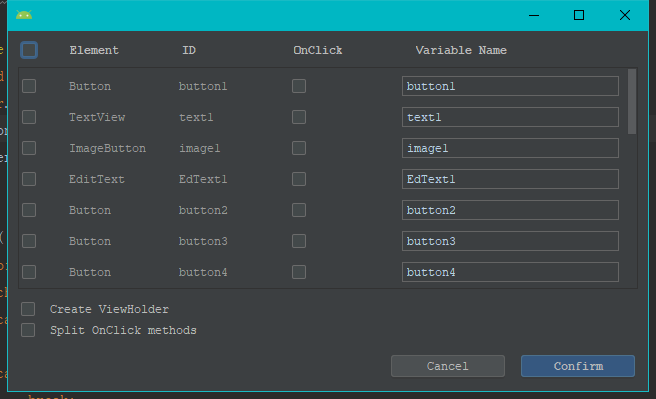 Element ID OnClick Variable Name
Button button1 button1
TextView text1 text1
ImageButton image1 image1
EditText EdText1 EdText1
Button button2 button2
Button button3 button3
Button button4 button4
Create ViewHolder
Split OnClick methods
Cancel Confirm